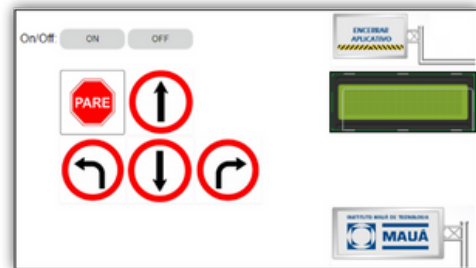 On/Off: ON OFF
ENCERRAR
APLICATIVO
PARE
INSTITUTO MAUÁ DE TECNOLOGIA
MAUÁ